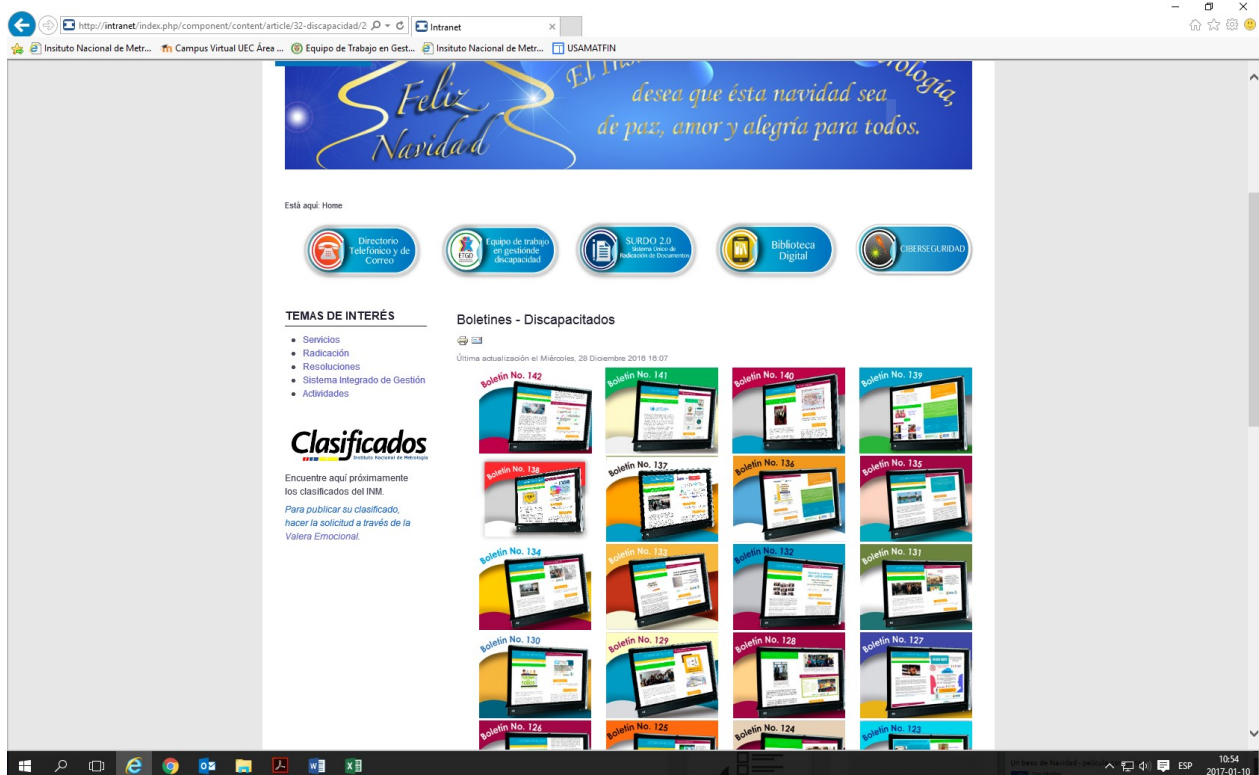 http://intranet/index.php/component/content/article/32-discapacidad/2
Intranet
Insituto Nacional de Metr...
Campus Virtual UEC Área ...
Equipo de Trabajo en Gest...
Insituto Nacional de Metr...
USAMATFIN
Feliz
Navidad
El
desea que ésta navidad sea
de paz, amor y alegría para todos.
Está aquí: Home
Directorio
Telefónico y de
Correo
ETGD
Equipo de trabajo
en gestiónde
discapacidad
SURDO 2.0
Sistema Único de
Radicación de Documentos
Biblioteca
Digital
CIBERSEGURIDAD
TEMAS DE INTERÉS
Servicios
Radicación
Resoluciones
Sistema Integrado de Gestión
Actividades
Clasificados
Instituto Nacional de Metrología
Encuentre aquí próximamente
los clasificados del INM.
Para publicar su clasificado,
hacer la solicitud a través de la
Valera Emocional.
Boletines - Discapacitados
Última actualización el Miércoles, 28 Diciembre 2016 16:07
Boletín No. 142
Boletín No. 141
Boletín No. 140
Boletín No. 139
Boletín No. 138
Boletín No. 137
Boletín No. 136
Boletín No. 135
Boletín No. 134
Boletín No. 133
Boletín No. 132
Boletín No. 131
Boletín No. 130
Boletín No. 129
Boletín No. 128
Boletín No. 127
Boletín No. 126
Boletín No. 125
Boletín No. 124
Boletín No. 123
ESP
10:54
2017-01-10